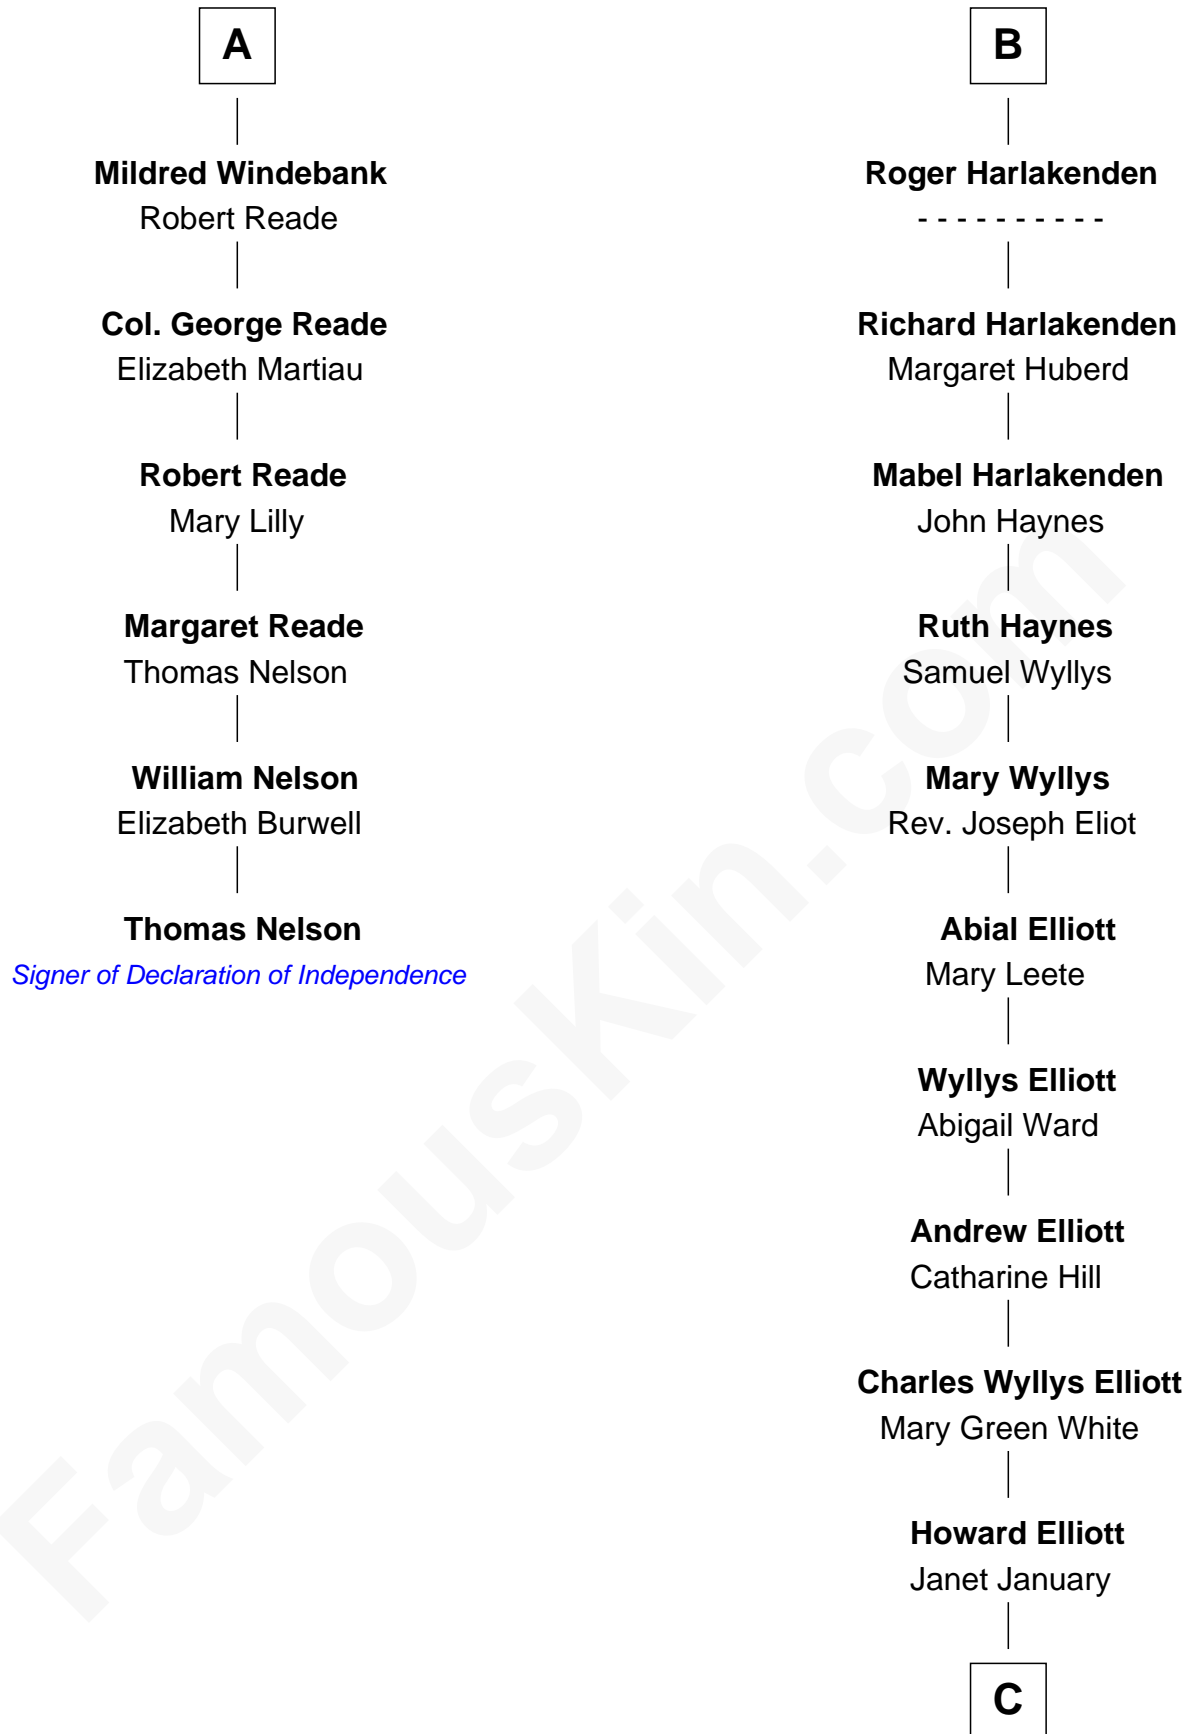 A
Mildred Windebank
Robert Reade
Col. George Reade
Elizabeth Martiau
Robert Reade
Mary Lilly
Margaret Reade
Thomas Nelson
William Nelson
Elizabeth Burwell
Thomas Nelson
Signer of Declaration of Independence
B
Roger Harlakenden
- - - - - - - - - -
Richard Harlakenden
Margaret Huberd
Mabel Harlakenden
John Haynes
Ruth Haynes
Samuel Wyllys
Mary Wyllys
Rev. Joseph Eliot
Abial Elliott
Mary Leete
Wyllys Elliott
Abigail Ward
Andrew Elliott
Catharine Hill
Charles Wyllys Elliott
Mary Green White
Howard Elliott
Janet January
C
FamousKin.com